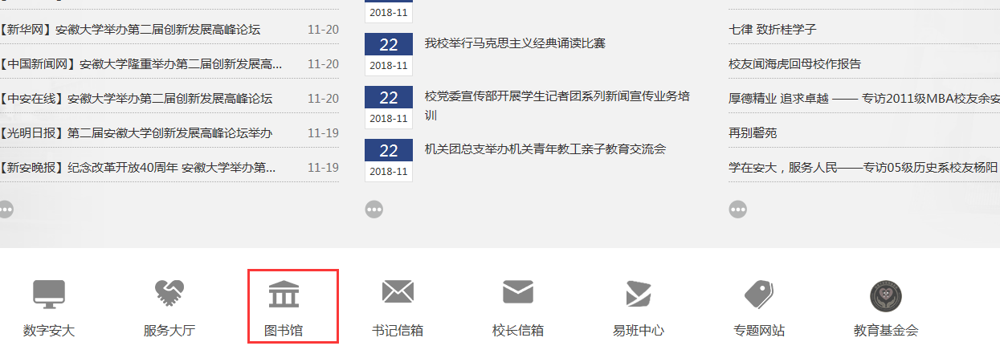 【新华网】安徽大学举办第二届创新发展高峰论坛 11-20
【中国新闻网】安徽大学隆重举办第二届创新发展高... 11-20
【中安在线】安徽大学举办第二届创新发展高峰论坛 11-20
【光明日报】第二届安徽大学创新发展高峰论坛举办 11-19
【新安晚报】纪念改革开放40周年 安徽大学举办第... 11-19
2018-11
22
2018-11
我校举行马克思主义经典诵读比赛
22
2018-11
校党委宣传部开展学生记者团系列新闻宣传业务培
训
22
2018-11
机关团总支举办机关青年教工亲子教育交流会
七律 致折桂学子
校友闻海虎回母校作报告
厚德精业 追求卓越 —— 专访2011级MBA校友余安
再别磬苑
学在安大，服务人民——专访05级历史系校友杨阳
数字安大
服务大厅
图书馆
书记信箱
校长信箱
易班中心
专题网站
教育基金会